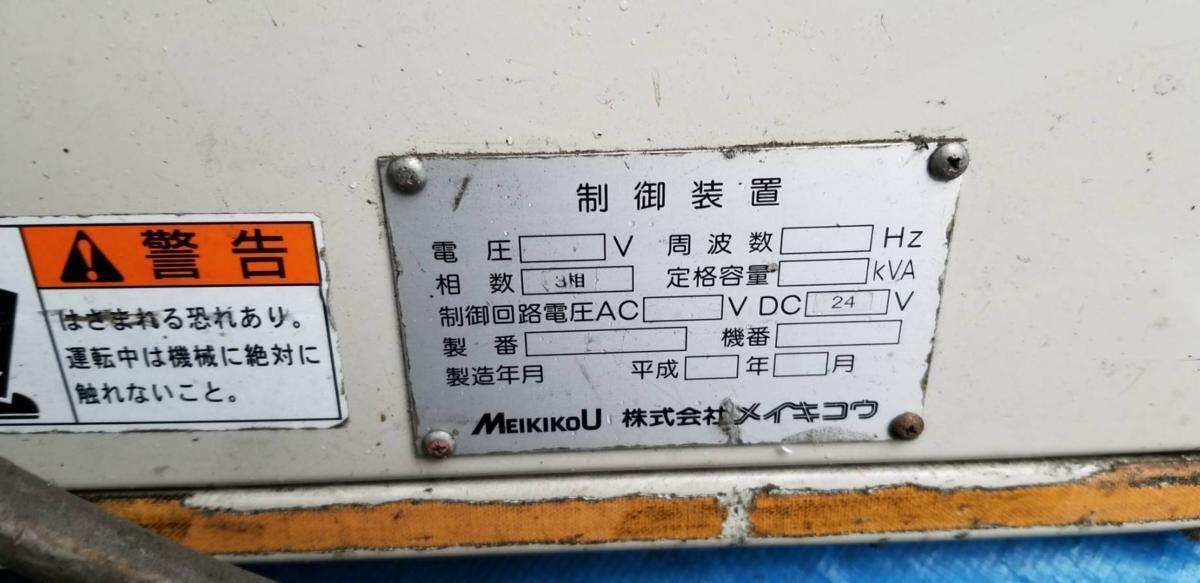 警告
はさまれる恐れあり。
運転中は機械に絶対に
触れないこと。
制御装置
電圧 V 周波数 Hz
相数 3相 定格容量 kVA
制御回路電圧AC V DC 24 V
製番 機番
製造年月 平成 年 月
MEIKIKOU 株式会社メイキコウ